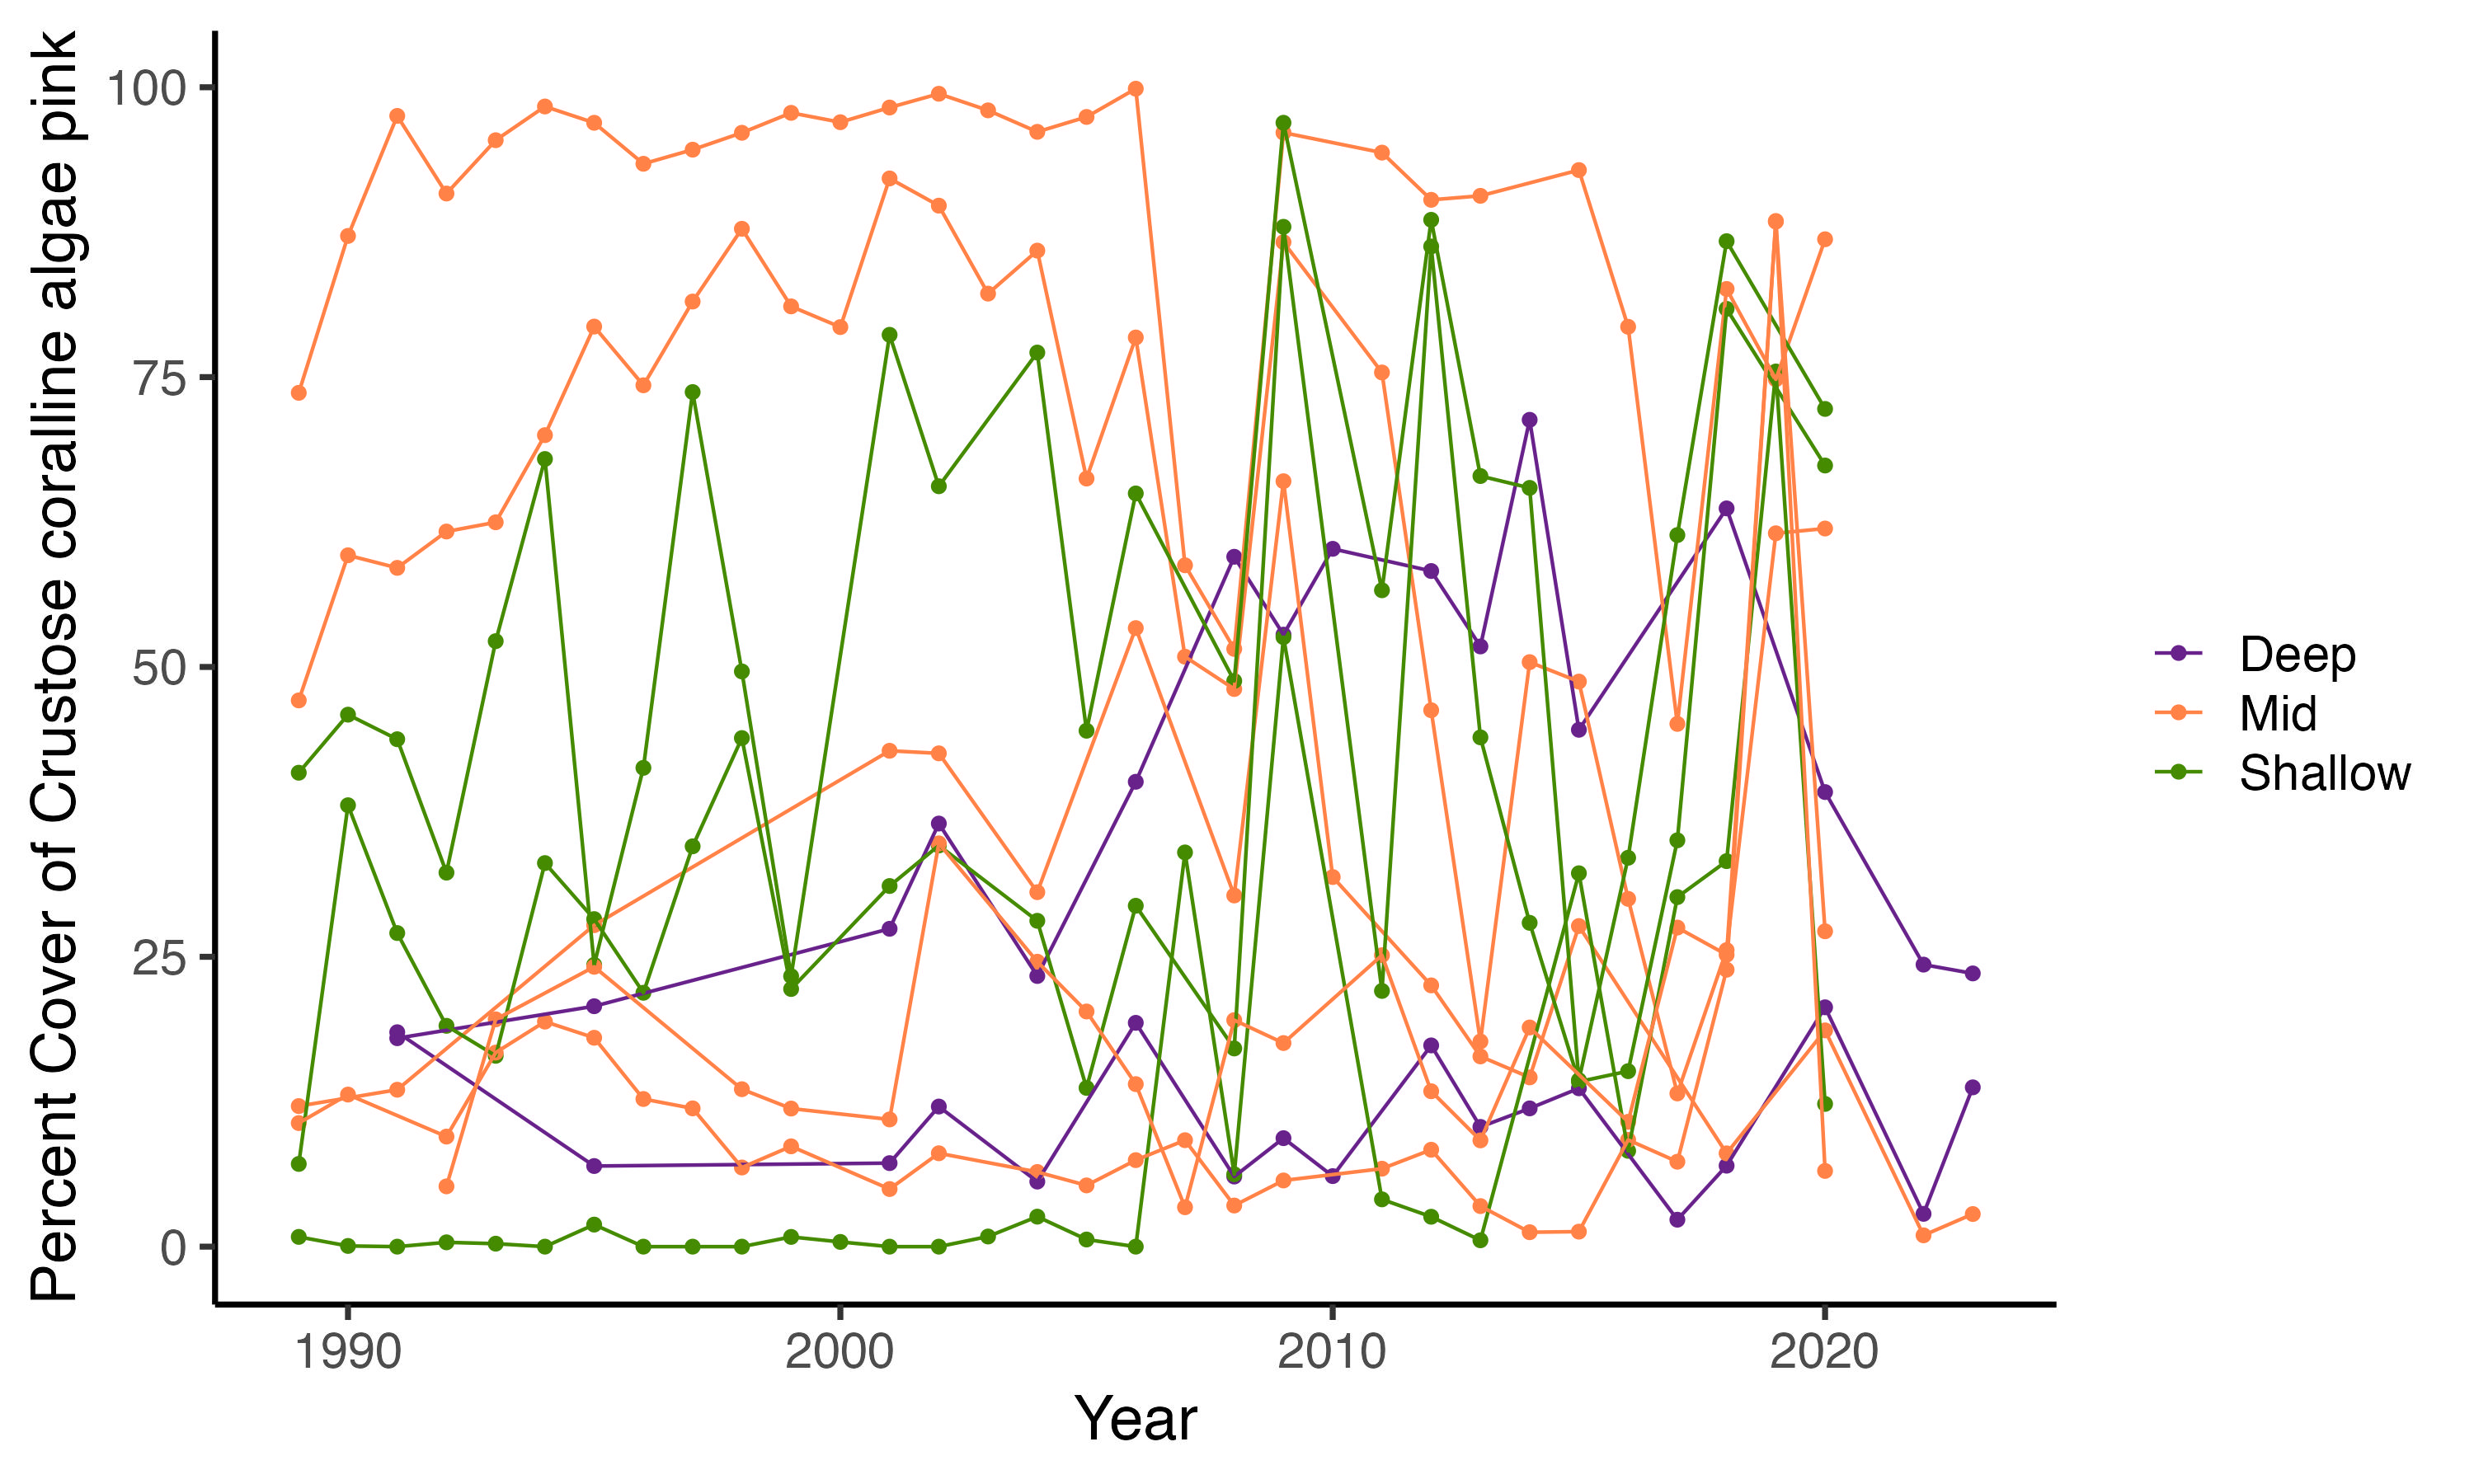 Percent Cover of Crustose coralline algae pink
100
75
50
25
0
1990
2000
2010
2020
Year
Deep
Mid
Shallow